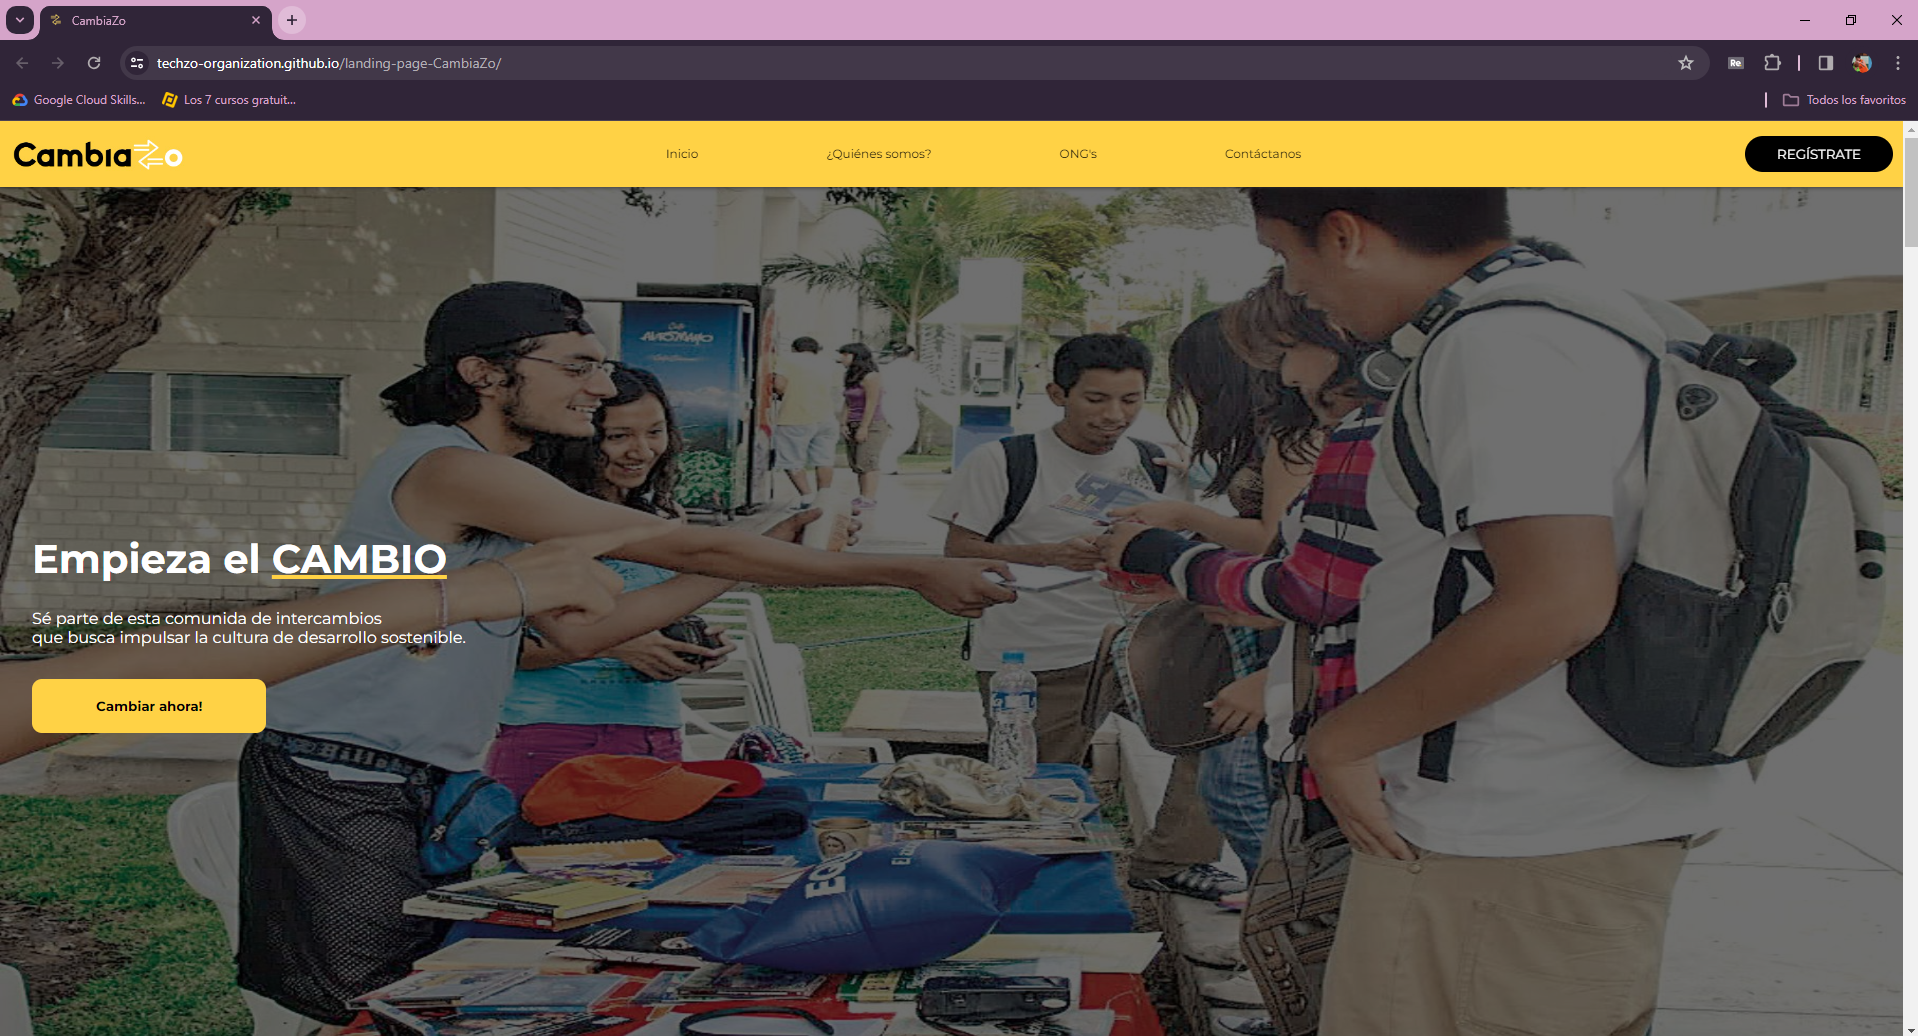 CambiaZo
techzo-organization.github.io/landing-page-CambiaZo/
Re
Google Cloud Skills...
Los 7 cursos gratuit...
Todos los favoritos
Cambiazo
Inicio
¿Quiénes somos?
ONG's
Contáctanos
REGÍSTRATE
Empieza el CAMBIO
Sé parte de esta comunida de intercambios
que busca impulsar la cultura de desarrollo sostenible.
Cambiar ahora!